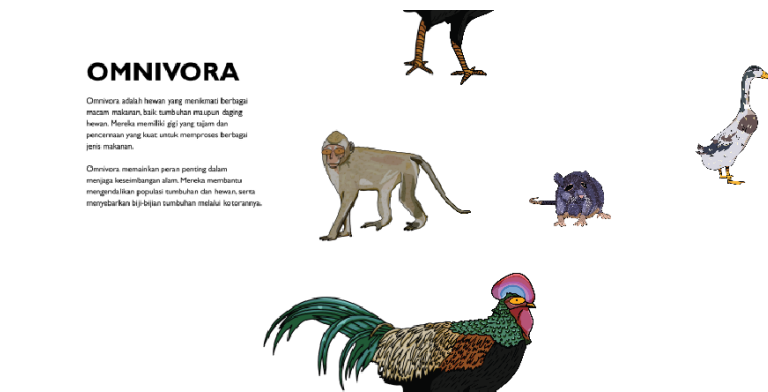 OMNIVORA
Omnivora adalah hewan yang menikmati berbagai
macam makanan, baik tumbuhan maupun daging
hewan. Mereka memiliki gigi yang tajam dan
pencernaan yang kuat untuk memproses berbagai
jenis makanan.
Omnivora memainkan peran penting dalam
menjaga keseimbangan alam. Mereka membantu
mengendalikan populasi tumbuhan dan hewan, serta
menyebarkan biji-bijian tumbuhan melalui kotorannya.